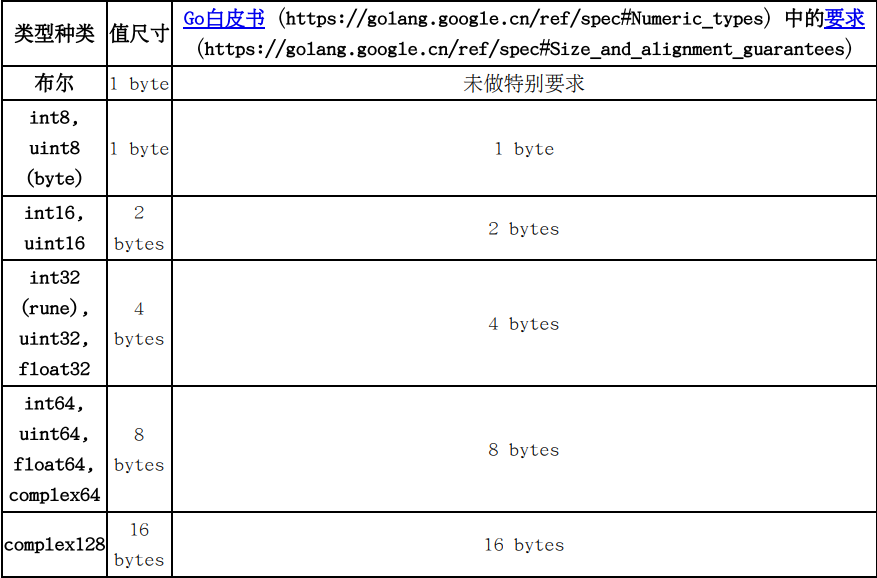 类型种类 值尺寸 Go白皮书 (https://golang.google.cn/ref/spec#Numeric_types) 中的要求
(https://golang.google.cn/ref/spec#Size_and_alignment_guarantees)
布尔 1 byte 未做特别要求
int8,
uint8
(byte)
1 byte
1 byte
int16,
uint16
2
bytes
2 bytes
int32
(rune),
uint32,
float32
4
bytes
4 bytes
int64,
uint64,
float64,
complex64
8
bytes
8 bytes
complex128
16
bytes
16 bytes